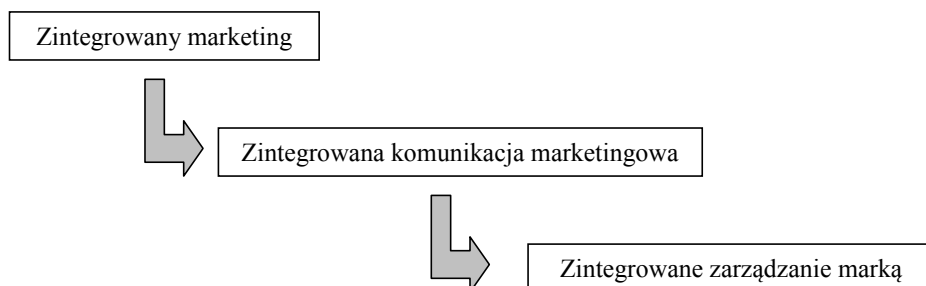 Zintegrowany marketing
Zintegrowana komunikacja marketingowa
Zintegrowane zarządzanie marką